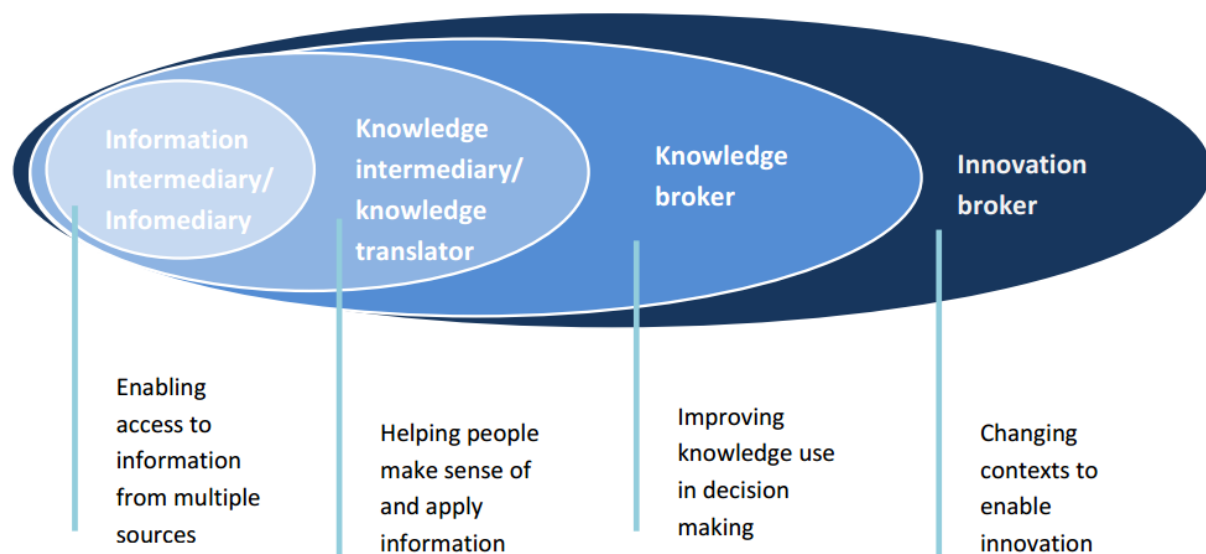 Information
Intermediary/
Infomediary
Knowledge
intermediary/
knowledge
translator
Knowledge
broker
Innovation
broker
Enabling
access to
information
from multiple
sources
Helping people
make sense of
and apply
information
Improving
knowledge use
in decision
making
Changing
contexts to
enable
innovation